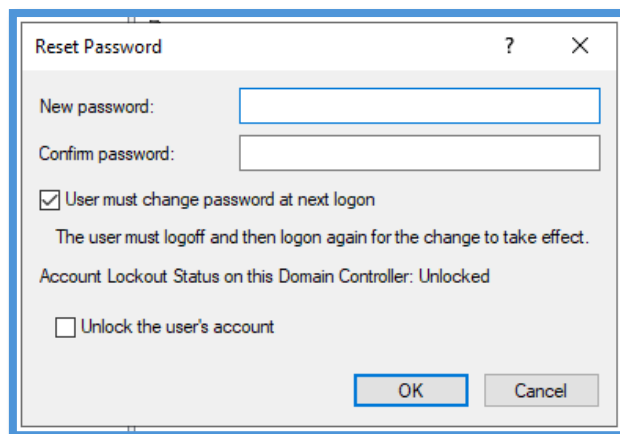 Reset Password ?
New password:
Confirm password:
User must change password at next logon
The user must logoff and then logon again for the change to take effect.
Account Lockout Status on this Domain Controller: Unlocked
Unlock the user's account
OK Cancel